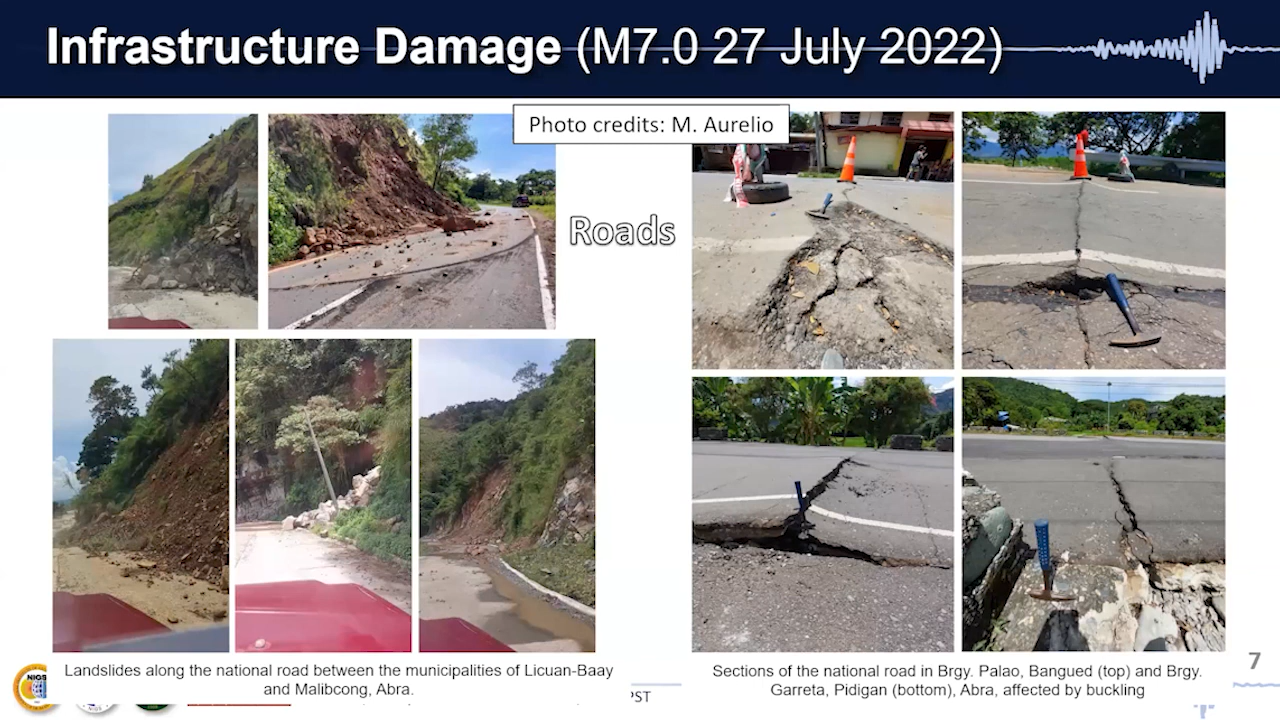 Infrastructure Damage (M7.0 27 July 2022)
Photo credits: M. Aurelio
Roads
Landslides along the national road between the municipalities of Licuan-Baay
and Malibcong, Abra.
Sections of the national road in Brgy. Palao, Bangued (top) and Brgy.
Garreta, Pidigan (bottom), Abra, affected by buckling
7
NIGS
PST